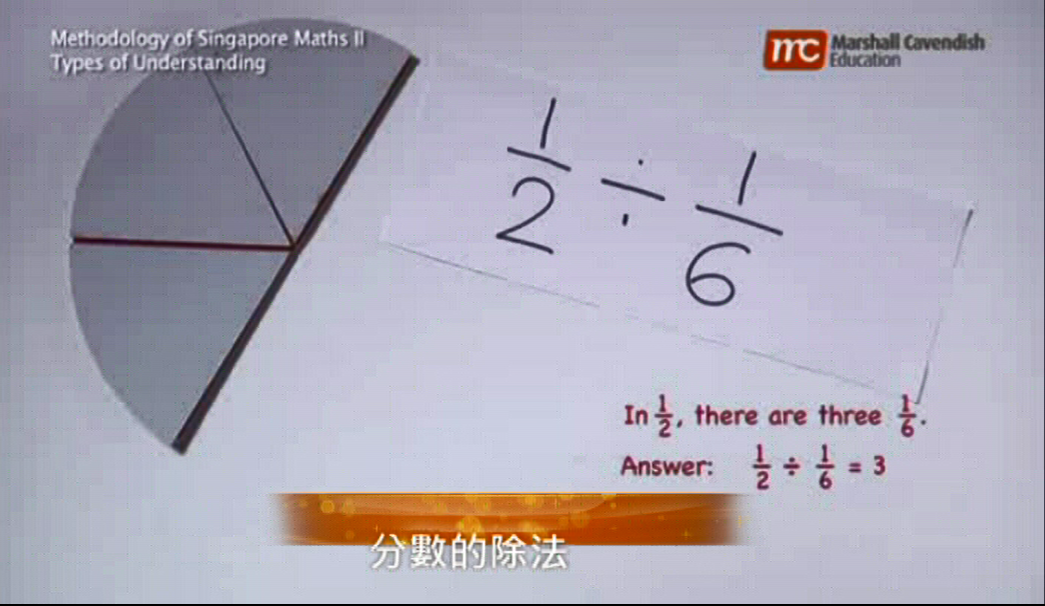 Methodology of Singapore Maths II
Types of Understanding
mc Marshall Cavendish
Education
1/2 ÷ 1/6
In 1/2, there are three 1/6.
Answer: 1/2 ÷ 1/6 = 3
分數的除法